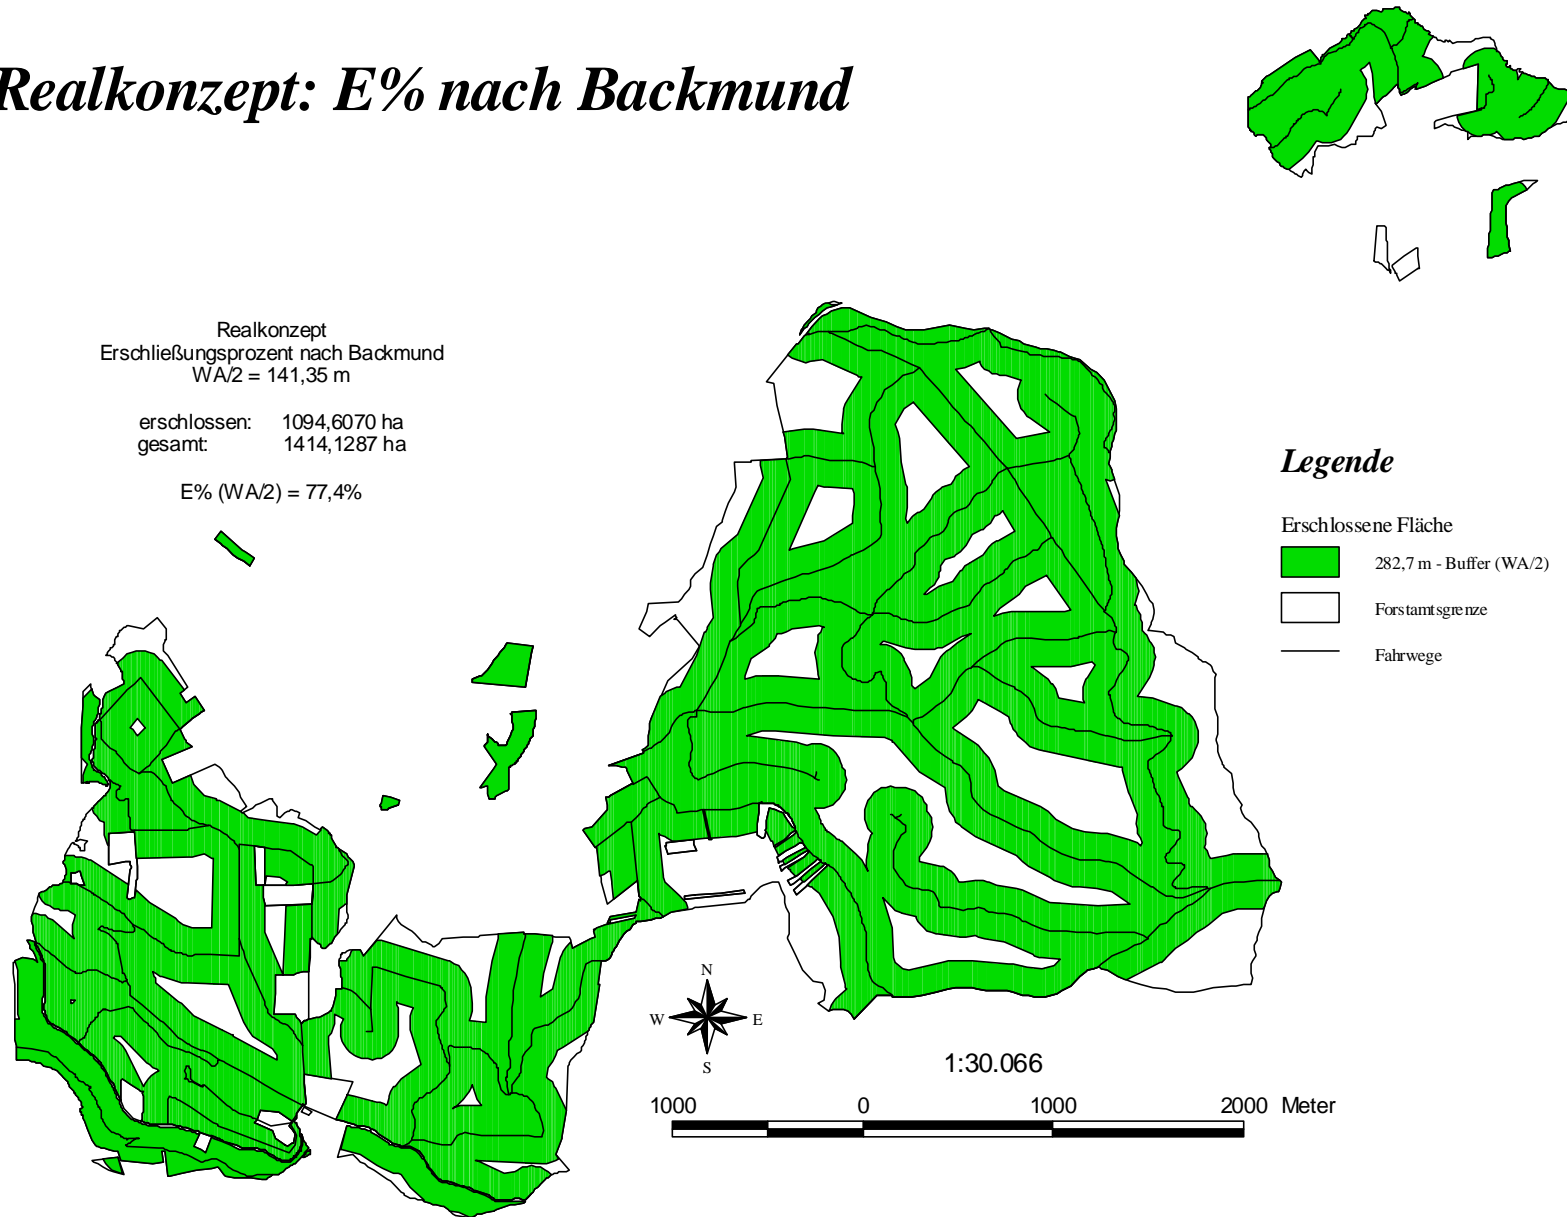 Realkonzept: E% nach Backmund
Realkonzept
Erschließungsprozent nach Backmund
WA/2 = 141,35 m
erschlossen: 1094,6070 ha
gesamt: 1414,1287 ha
E% (WA/2) = 77,4%
Legende
Erschlossene Fläche
282,7 m - Buffer (WA/2)
Forstamtsgrenze
Fahrwege
N
W E
S
1:30.066
1000 0 1000 2000 Meter